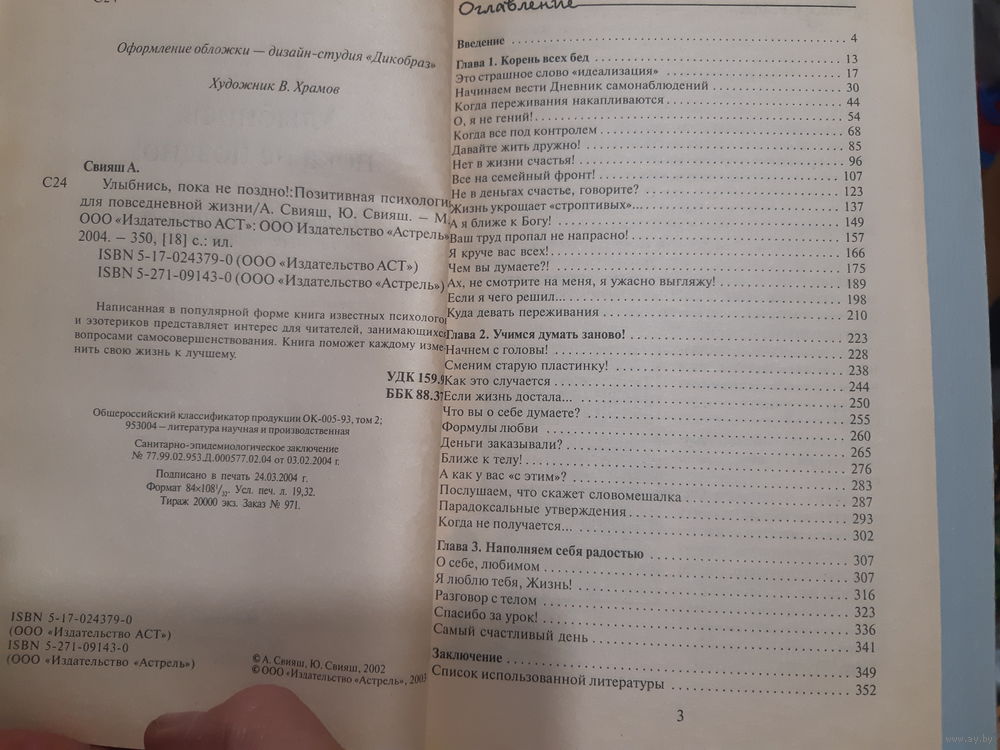 С24
Оформление обложки — дизайн-студия «Дикобраз»
Художник В. Храмов
Свияш А.
С24
Улыбнись, пока не поздно!:Позитивная психологи
для повседневной жизни/А. Свияш, Ю. Свияш. – М.
ООО «Издательство АСТ»: ООО Издательство «Астрель»
2004. – 350, [18] с.: ил.
ISBN 5-17-024379-0 (ООО «Издательство АСТ»)
ISBN 5-271-09143-0 (ООО «Издательство «Астрель»)
Написанная в популярной форме книга известных психолого
и эзотериков представляет интерес для читателей, занимающихся
вопросами самосовершенствования. Книга поможет каждому изме-
нить свою жизнь к лучшему.
УДК 159.9
ББК 88.37
Общероссийский классификатор продукции ОК-005-93, том 2;
953004 – литература научная и производственная
Санитарно-эпидемиологическое заключение
№ 77.99.02.953.Д.000577.02.04 от 03.02.2004 г.
Подписано в печать 24.03.2004 г.
Формат 84×108 1/32. Усл. печ. л. 19,32.
Тираж 20000 экз. Заказ № 971.
ISBN 5-17-024379-0
(ООО «Издательство АСТ»)
ISBN 5-271-09143-0
(ООО «Издательство «Астрель»)
© А. Свияш, Ю. Свияш, 2002
© ООО «Издательство «Астрель», 2003
Оглавление
Введение 4
Глава 1. Корень всех бед 13
Это страшное слово «идеализация» 17
Начинаем вести Дневник самонаблюдений 30
Когда переживания накапливаются 44
О, я не гений! 54
Когда все под контролем 68
Давайте жить дружно! 85
Нет в жизни счастья! 96
Все на семейный фронт! 107
Не в деньгах счастье, говорите? 123
Жизнь укрощает «строптивых»... 137
А я ближе к Богу! 149
Ваш труд пропал не напрасно! 157
Я круче вас всех! 166
Чем вы думаете?! 175
Ах, не смотрите на меня, я ужасно выгляжу! 189
Если я чего решил... 198
Куда девать переживания 210
Глава 2. Учимся думать заново! 223
Начнем с головы! 228
Сменим старую пластинку! 238
Как это случается 244
Если жизнь достала... 250
Что вы о себе думаете? 255
Формулы любви 260
Деньги заказывали? 265
Ближе к телу! 276
А как у вас «с этим»? 283
Послушаем, что скажет словомешалка 287
Парадоксальные утверждения 293
Когда не получается... 302
Глава 3. Наполняем себя радостью 307
О себе, любимом 307
Я люблю тебя, Жизнь! 316
Разговор с телом 323
Спасибо за урок! 336
Самый счастливый день 341
Заключение 349
Список использованной литературы 352
3
www.ay.by